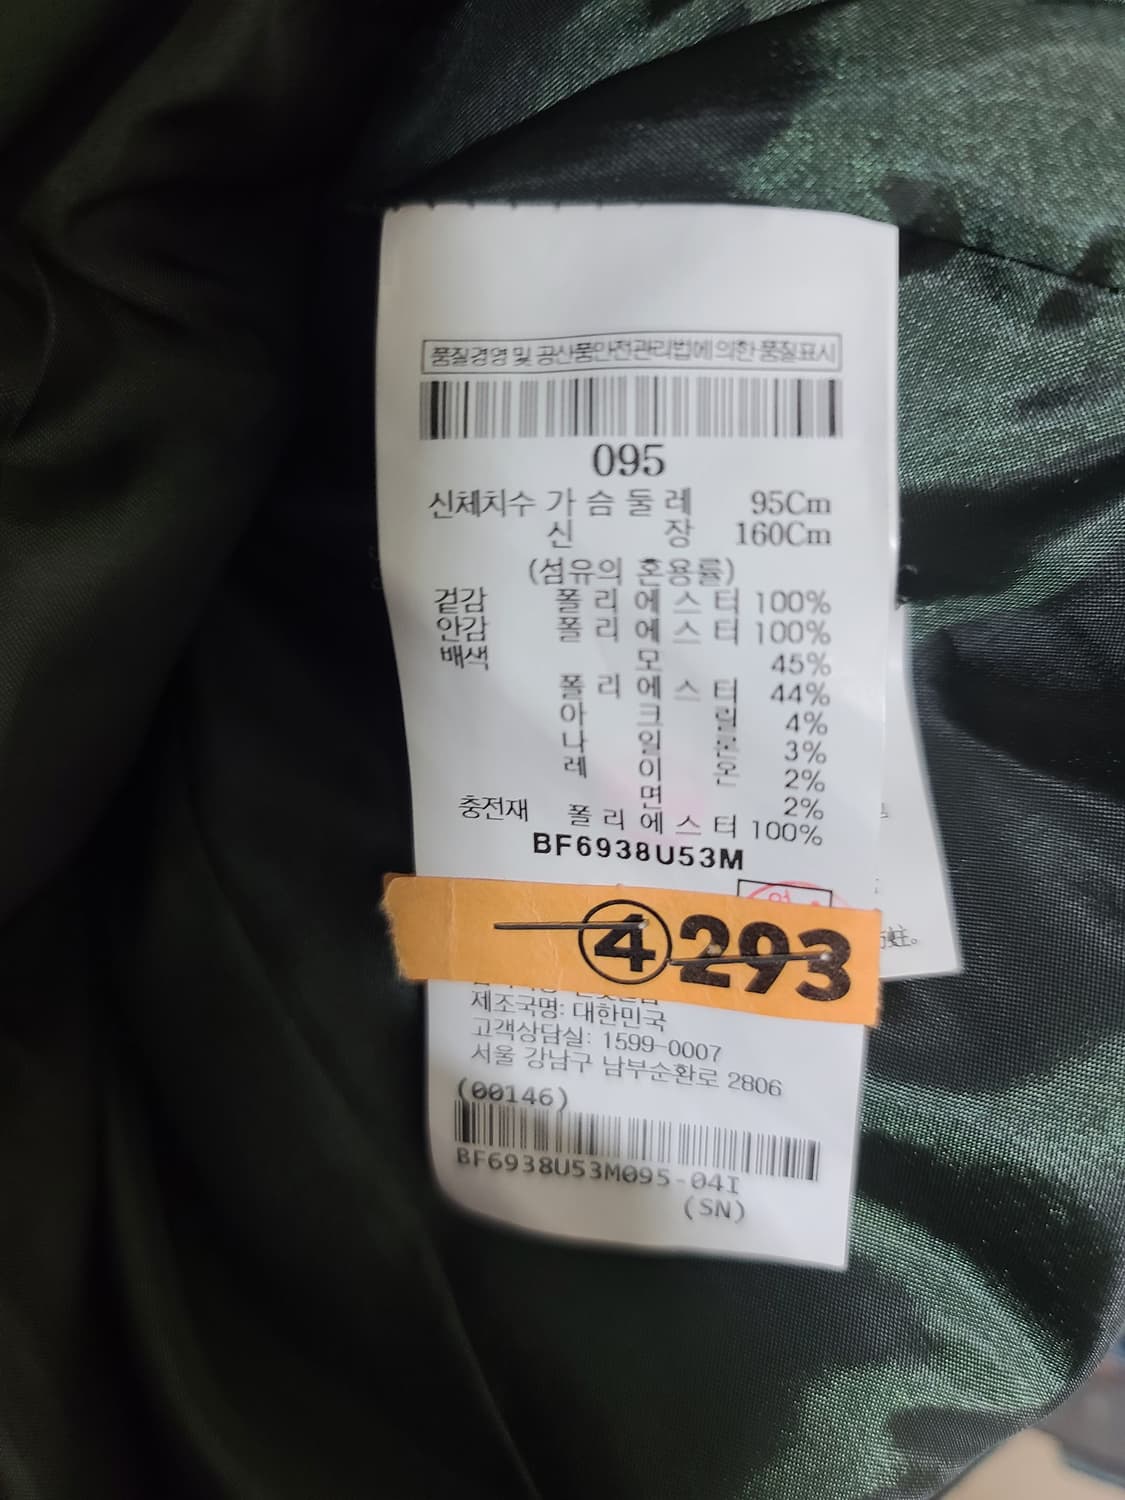 품질경영 및 공산품안전관리법에 의한 품질표시
095
신체치수 가 슴 둘 레 95Cm
신 장 160Cm
(섬유의 혼용률)
겉감 폴 리 에 스 터 100%
안감 폴 리 에 스 터 100%
배색 모 45%
폴 리 에 스 터 44%
아 크 릴 4%
나 일 론 3%
레 이 온 2%
면 2%
충전재 폴 리 에 스 터 100%
BF6938U53M
④293
제조국명: 대한민국
고객상담실: 1599-0007
서울 강남구 남부순환로 2806
(00146)
BF6938U53M095-04I
(SN)